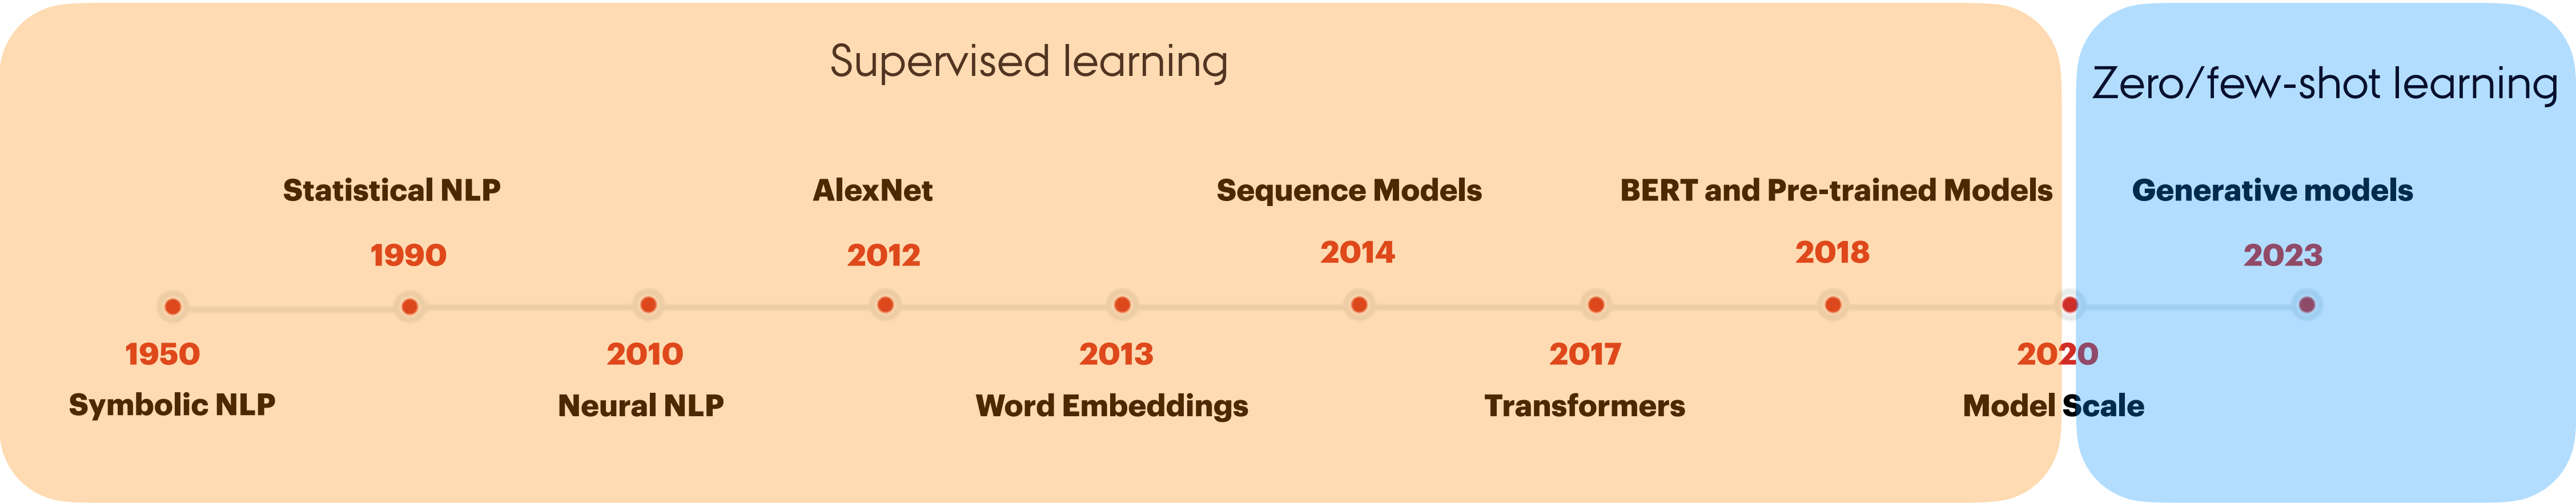 Supervised learning
Zero/few-shot learning
Statistical NLP
AlexNet
Sequence Models
BERT and Pre-trained Models
Generative models
1990
2012
2014
2018
2023
1950
2010
2013
2017
2020
Symbolic NLP
Neural NLP
Word Embeddings
Transformers
Model Scale